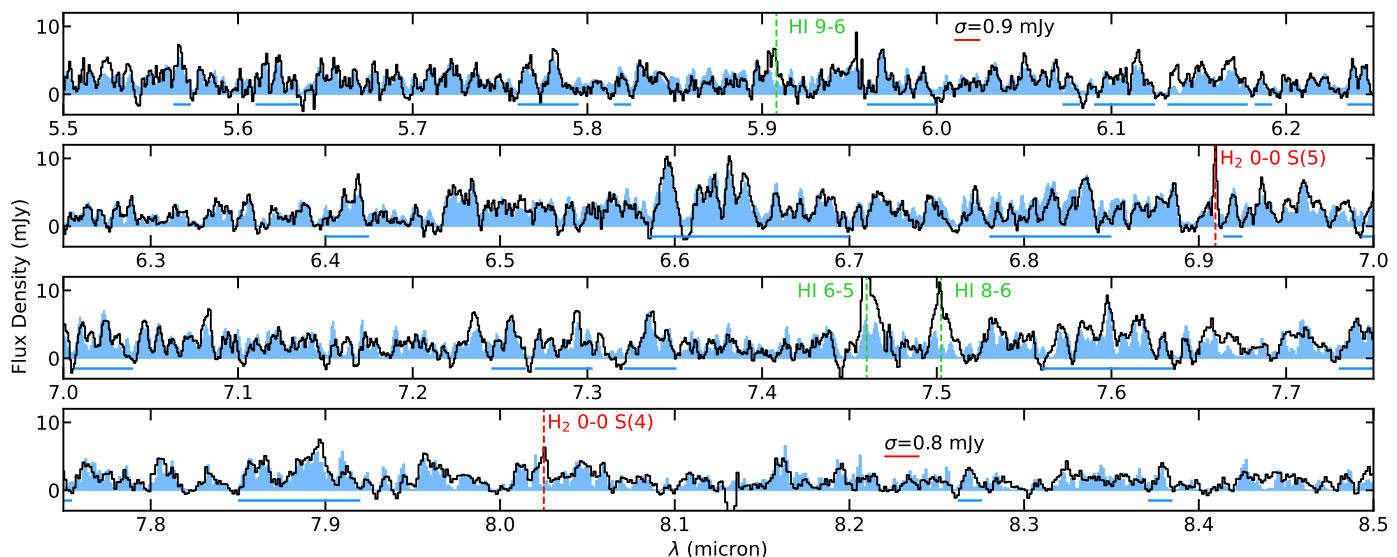 10
0
HI 9-6
σ=0.9 mJy
5.5 5.6 5.7 5.8 5.9 6.0 6.1 6.2
10
0
H₂ 0-0 S(5)
6.3 6.4 6.5 6.6 6.7 6.8 6.9 7.0
Flux Density (mJy)
10
0
HI 6-5
HI 8-6
7.0 7.1 7.2 7.3 7.4 7.5 7.6 7.7
10
0
H₂ 0-0 S(4)
σ=0.8 mJy
7.8 7.9 8.0 8.1 8.2 8.3 8.4 8.5
λ (micron)